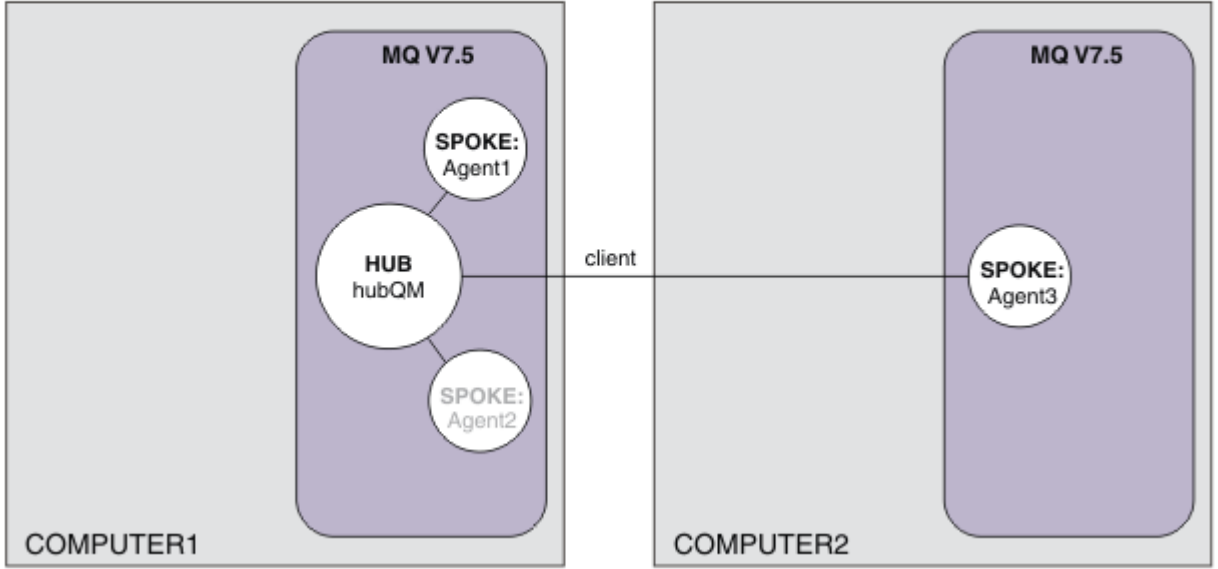 MQ V7.5
SPOKE:
Agent1
HUB
hubQM
SPOKE:
Agent2
COMPUTER1
client
MQ V7.5
SPOKE:
Agent3
COMPUTER2